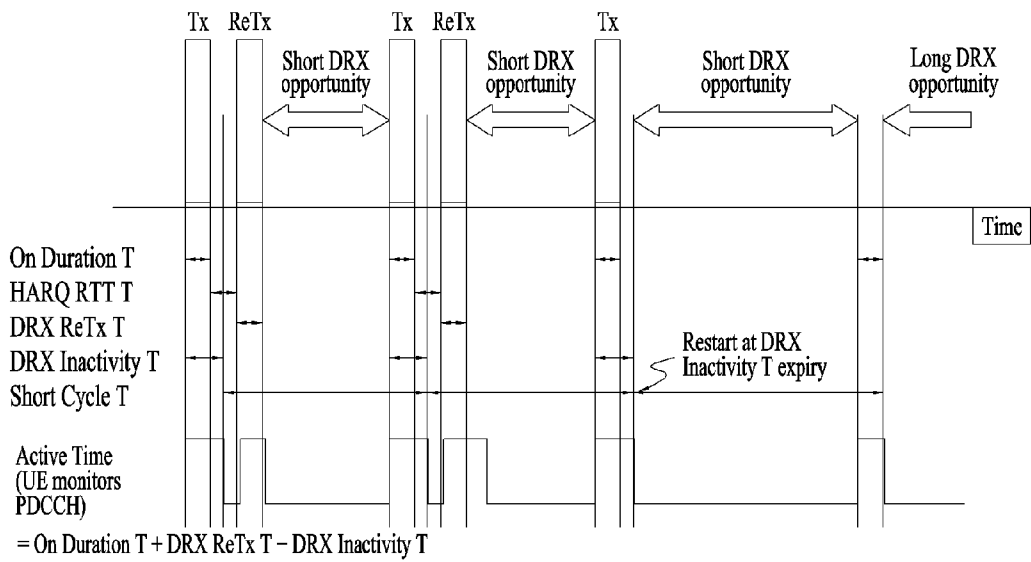 Tx ReTx Tx ReTx Tx
Short DRX
opportunity
Short DRX
opportunity
Short DRX
opportunity
Long DRX
opportunity
Time
On Duration T
HARQ RTT T
DRX ReTx T
DRX Inactivity T
Short Cycle T
Restart at DRX
Inactivity T expiry
Active Time
(UE monitors
PDCCH)
= On Duration T + DRX ReTx T − DRX Inactivity T